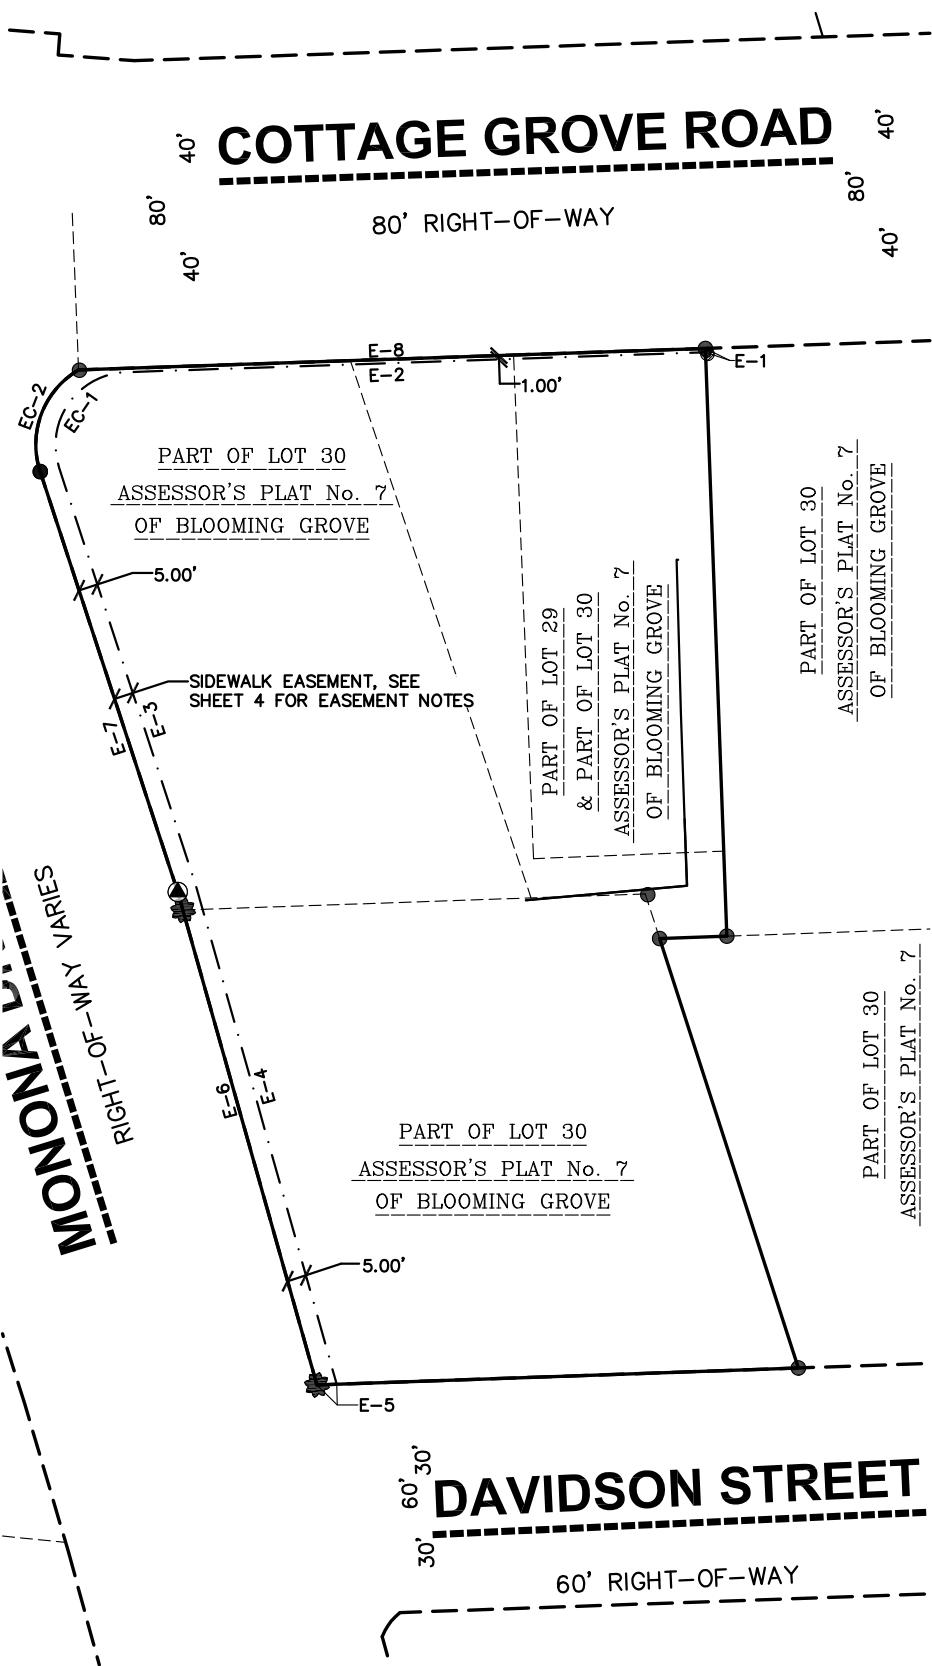 40'
COTTAGE GROVE ROAD
40'
80'
80'
80' RIGHT-OF-WAY
40'
40'
E-8
E-2
E-1
1.00'
EC-2
EC-1
PART OF LOT 30
ASSESSOR'S PLAT No. 7
OF BLOOMING GROVE
5.00'
PART OF LOT 29
& PART OF LOT 30
ASSESSOR'S PLAT No. 7
OF BLOOMING GROVE
PART OF LOT 30
ASSESSOR'S PLAT No. 7
OF BLOOMING GROVE
SIDEWALK EASEMENT, SEE
SHEET 4 FOR EASEMENT NOTES
E-7
E-3
MONONA
RIGHT-OF-WAY VARIES
E-6
E-4
PART OF LOT 30
ASSESSOR'S PLAT No. 7
OF BLOOMING GROVE
PART OF LOT 30
ASSESSOR'S PLAT No. 7
5.00'
E-5
30'
60'
DAVIDSON STREET
30'
60' RIGHT-OF-WAY